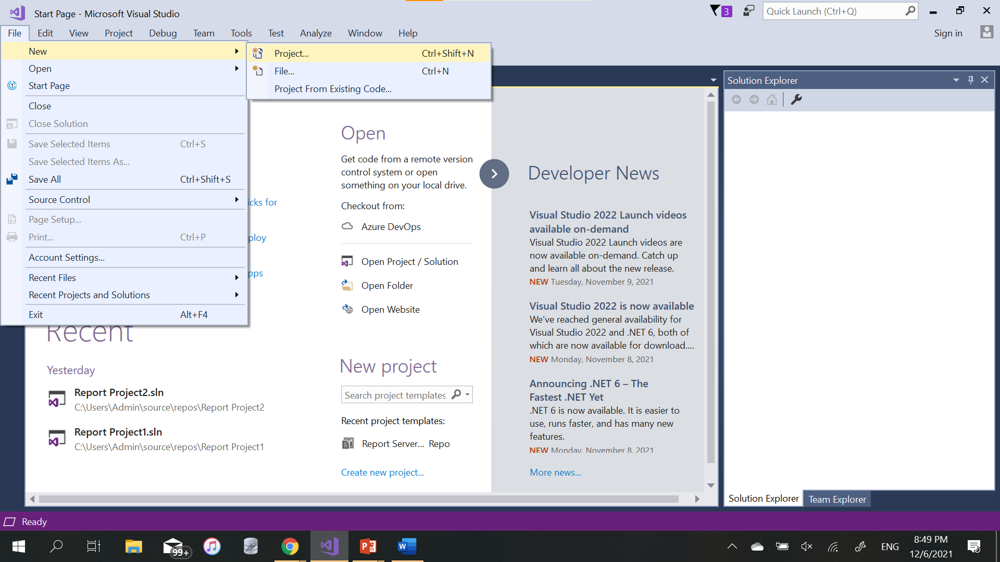 Start Page - Microsoft Visual Studio
3
Quick Launch (Ctrl+Q)
File Edit View Project Debug Team Tools Test Analyze Window Help
Sign in
New
Open
Start Page
Close
Close Solution
Save Selected Items Ctrl+S
Save Selected Items As...
Save All Ctrl+Shift+S
Source Control
Page Setup...
Print... Ctrl+P
Account Settings...
Recent Files
Recent Projects and Solutions
Exit Alt+F4
Project... Ctrl+Shift+N
File... Ctrl+N
Project From Existing Code...
icks for
ploy
pps
Recent
Yesterday
Report Project2.sln
C:\Users\Admin\source\repos\Report Project2
Report Project1.sln
C:\Users\Admin\source\repos\Report Project1
Open
Get code from a remote version
control system or open
something on your local drive.
Checkout from:
Azure DevOps
Open Project / Solution
Open Folder
Open Website
New project
Search project templates
Recent project templates:
Report Server... Repo
Create new project...
Developer News
Visual Studio 2022 Launch videos
available on-demand
Visual Studio 2022 Launch videos are
now available on-demand. Catch up
and learn all about the new release.
NEW Tuesday, November 9, 2021
Visual Studio 2022 is now available
We’ve reached general availability for
Visual Studio 2022 and .NET 6, both of
which are now available for download....
NEW Monday, November 8, 2021
Announcing .NET 6 – The
Fastest .NET Yet
.NET 6 is now available. It is easier to
use, runs faster, and has many new
features.
NEW Monday, November 8, 2021
More news...
Solution Explorer
Solution Explorer Team Explorer
Ready
99+
ENG
8:49 PM
12/6/2021